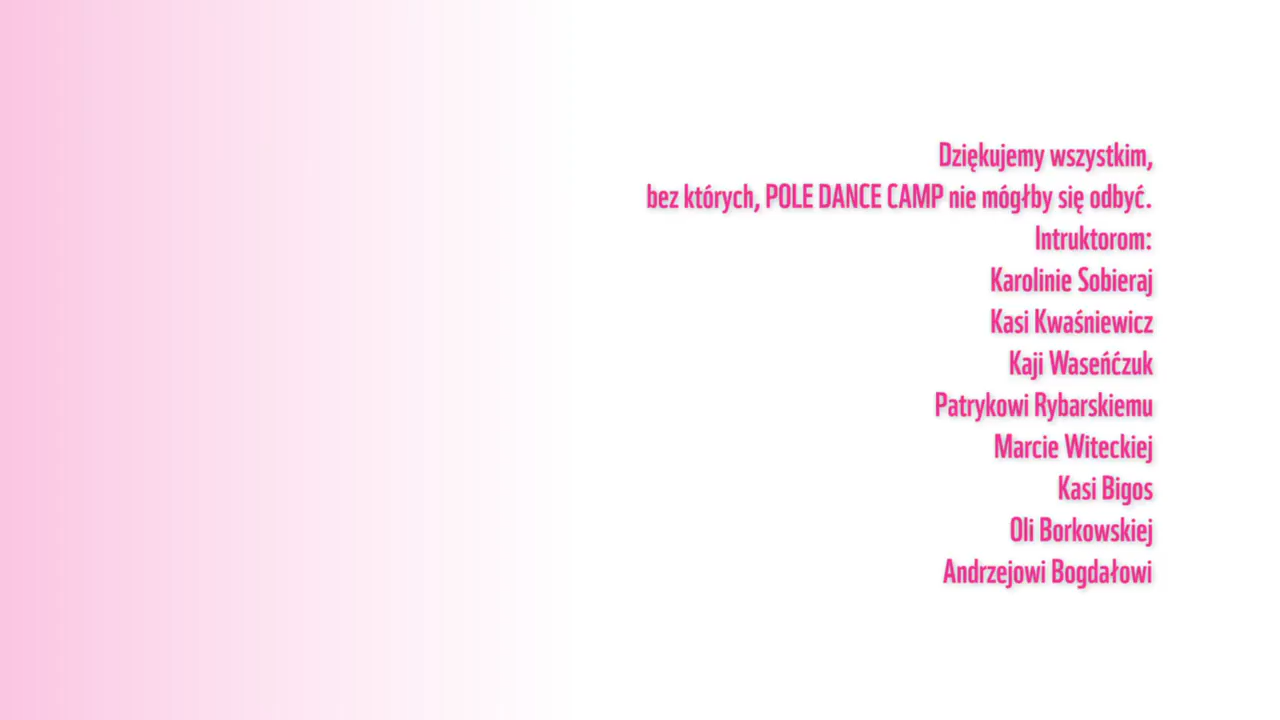 Dziękujemy wszystkim,
bez których, POLE DANCE CAMP nie mógłby się odbyć.
Intruktorom:
Karolinie Sobieraj
Kasi Kwaśniewicz
Kaji Waseńćzuk
Patrykowi Rybarskiemu
Marcie Witeckiej
Kasi Bigos
Oli Borkowskiej
Andrzejowi Bogdałowi